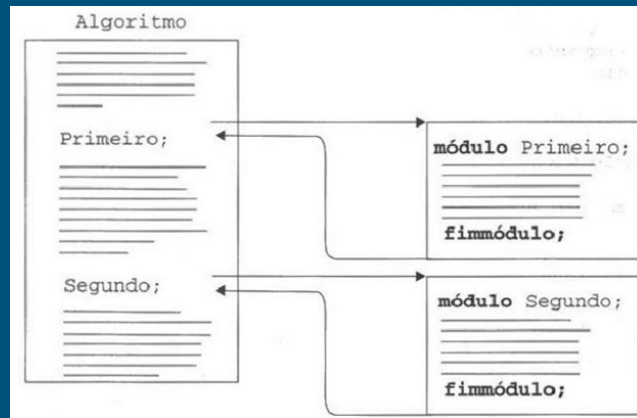 Algoritmo
Primeiro;
módulo Primeiro;
fimmódulo;
Segundo;
módulo Segundo;
fimmódulo;